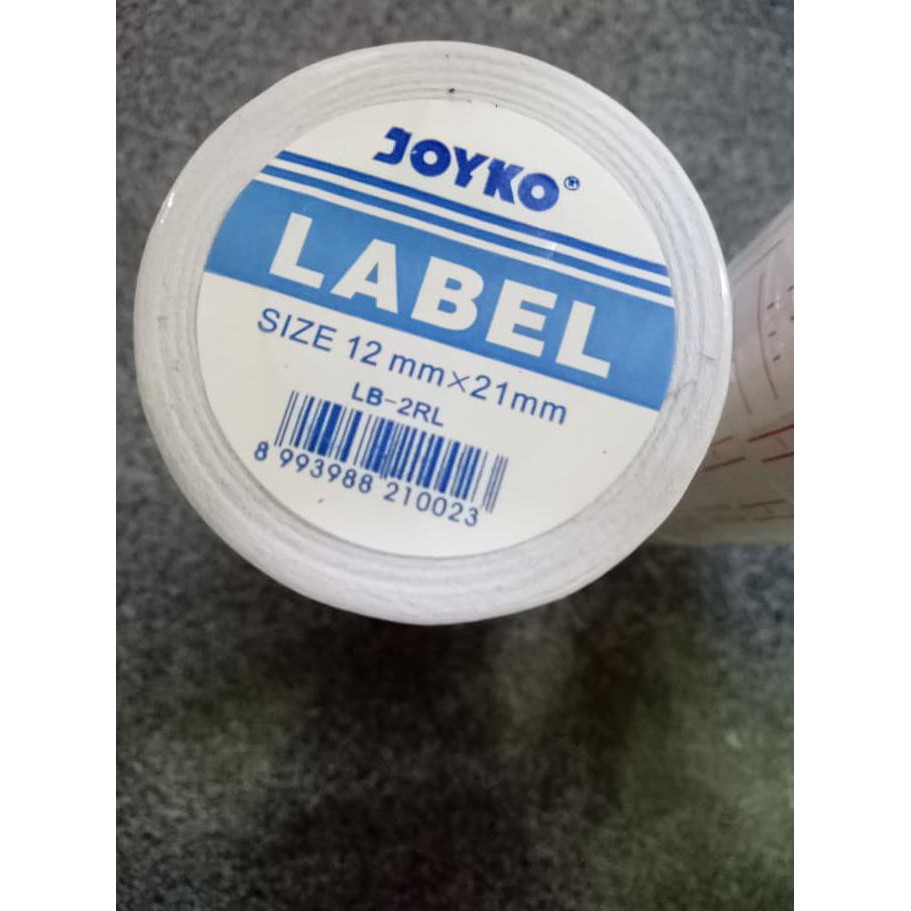 JOYKO®
LABEL
SIZE 12 mm×21mm
LB-2RL
8 993988 210023